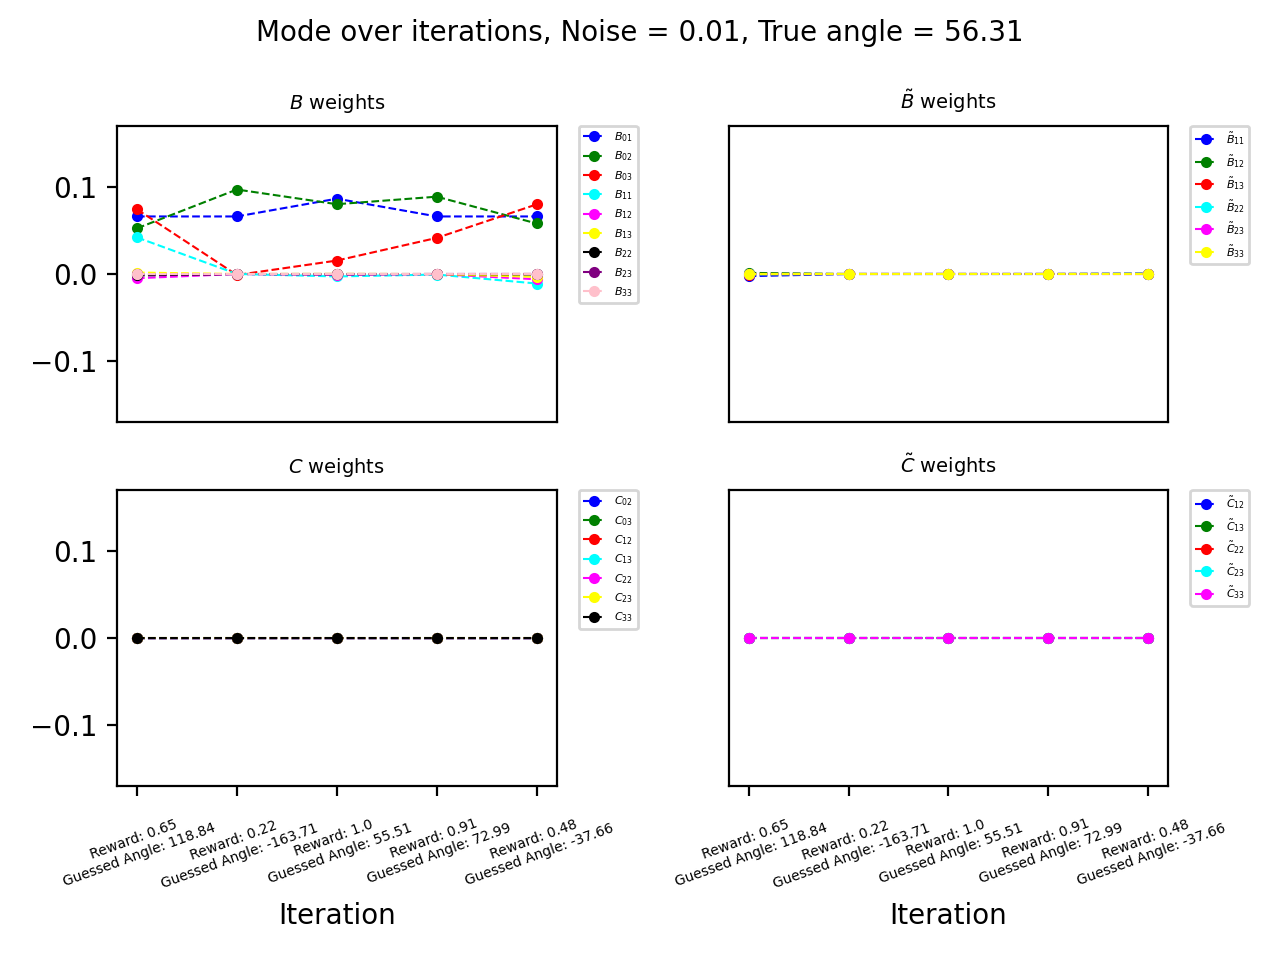 Mode over iterations, Noise = 0.01, True angle = 56.31
B weights
0.1
0.0
−0.1
B₀₁
B₀₂
B₀₃
B₁₁
B₁₂
B₁₃
B₂₂
B₂₃
B₃₃
B̃ weights
B̃₁₁
B̃₁₂
B̃₁₃
B̃₂₂
B̃₂₃
B̃₃₃
C weights
0.1
0.0
−0.1
C₀₂
C₀₃
C₁₂
C₁₃
C₂₂
C₂₃
C₃₃
Reward: 0.65
Guessed Angle: 118.84
Reward: 0.22
Guessed Angle: -163.71
Reward: 1.0
Guessed Angle: 55.51
Reward: 0.91
Guessed Angle: 72.99
Reward: 0.48
Guessed Angle: -37.66
Iteration
C̃ weights
C̃₁₂
C̃₁₃
C̃₂₂
C̃₂₃
C̃₃₃
Reward: 0.65
Guessed Angle: 118.84
Reward: 0.22
Guessed Angle: -163.71
Reward: 1.0
Guessed Angle: 55.51
Reward: 0.91
Guessed Angle: 72.99
Reward: 0.48
Guessed Angle: -37.66
Iteration